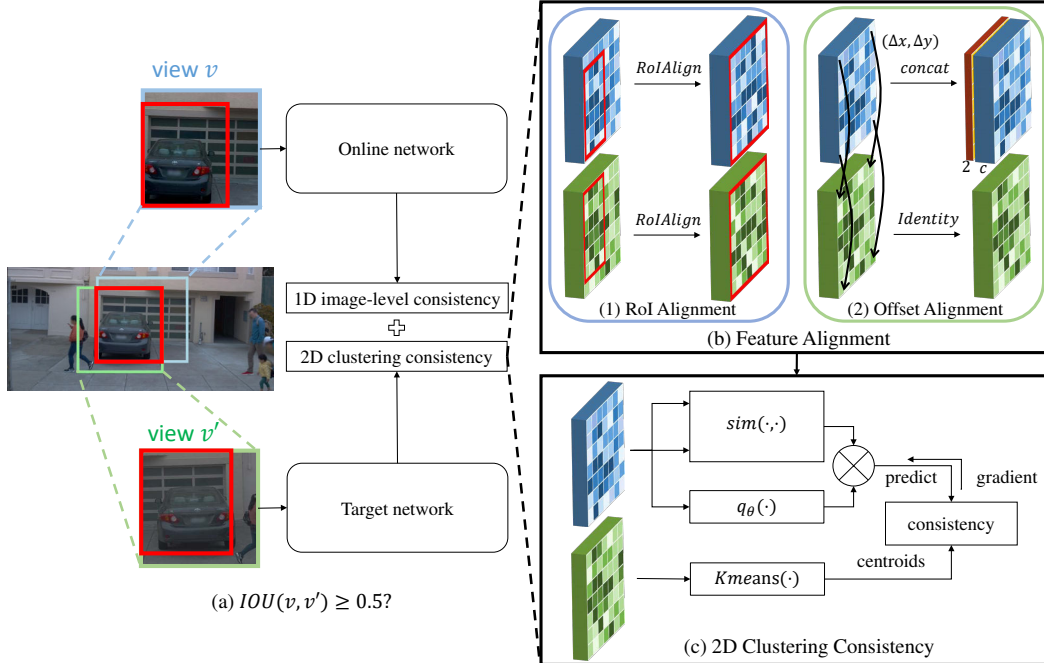 view 𝑣
Online network
1D image-level consistency
2D clustering consistency
view 𝑣′
Target network
(a) 𝐼𝑂𝑈(𝑣, 𝑣′) ≥ 0.5?
𝑅𝑜𝐼𝐴𝑙𝑖𝑔𝑛
𝑅𝑜𝐼𝐴𝑙𝑖𝑔𝑛
(1) RoI Alignment
(Δ𝑥, Δ𝑦)
𝑐𝑜𝑛𝑐𝑎𝑡
2 𝑐
𝐼𝑑𝑒𝑛𝑡𝑖𝑡𝑦
(2) Offset Alignment
(b) Feature Alignment
𝑠𝑖𝑚(·,·)
𝑞𝜃(·)
predict
gradient
consistency
centroids
𝐾𝑚eans(·)
(c) 2D Clustering Consistency